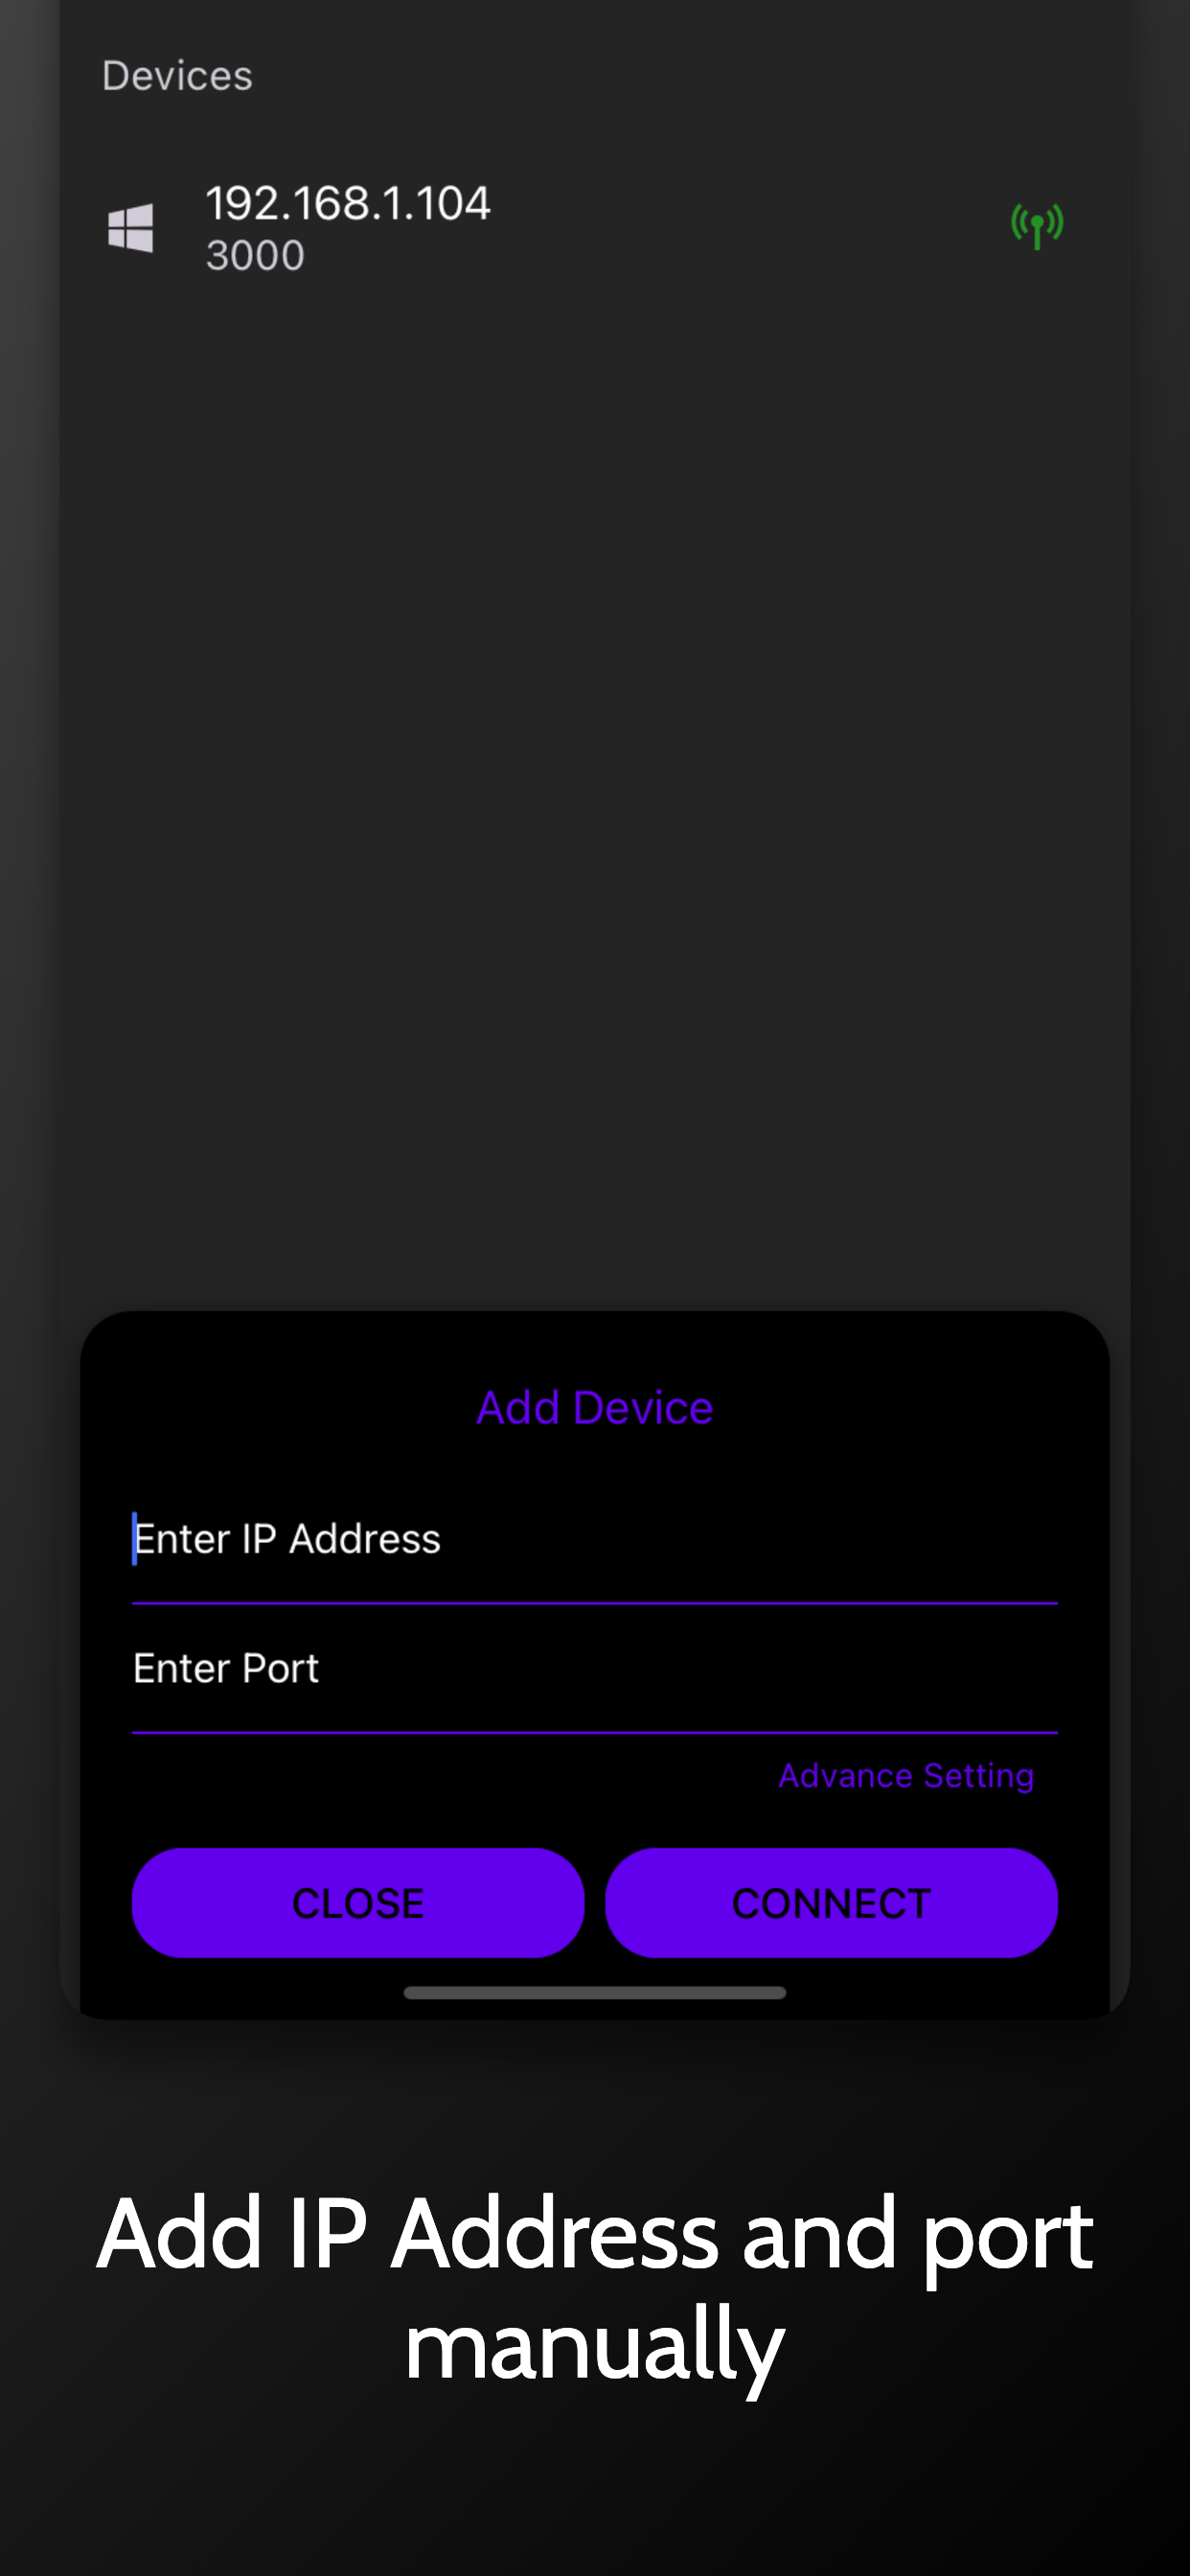 Devices
192.168.1.104
3000
Add Device
Enter IP Address
Enter Port
Advance Setting
CLOSE
CONNECT
Add IP Address and port
manually